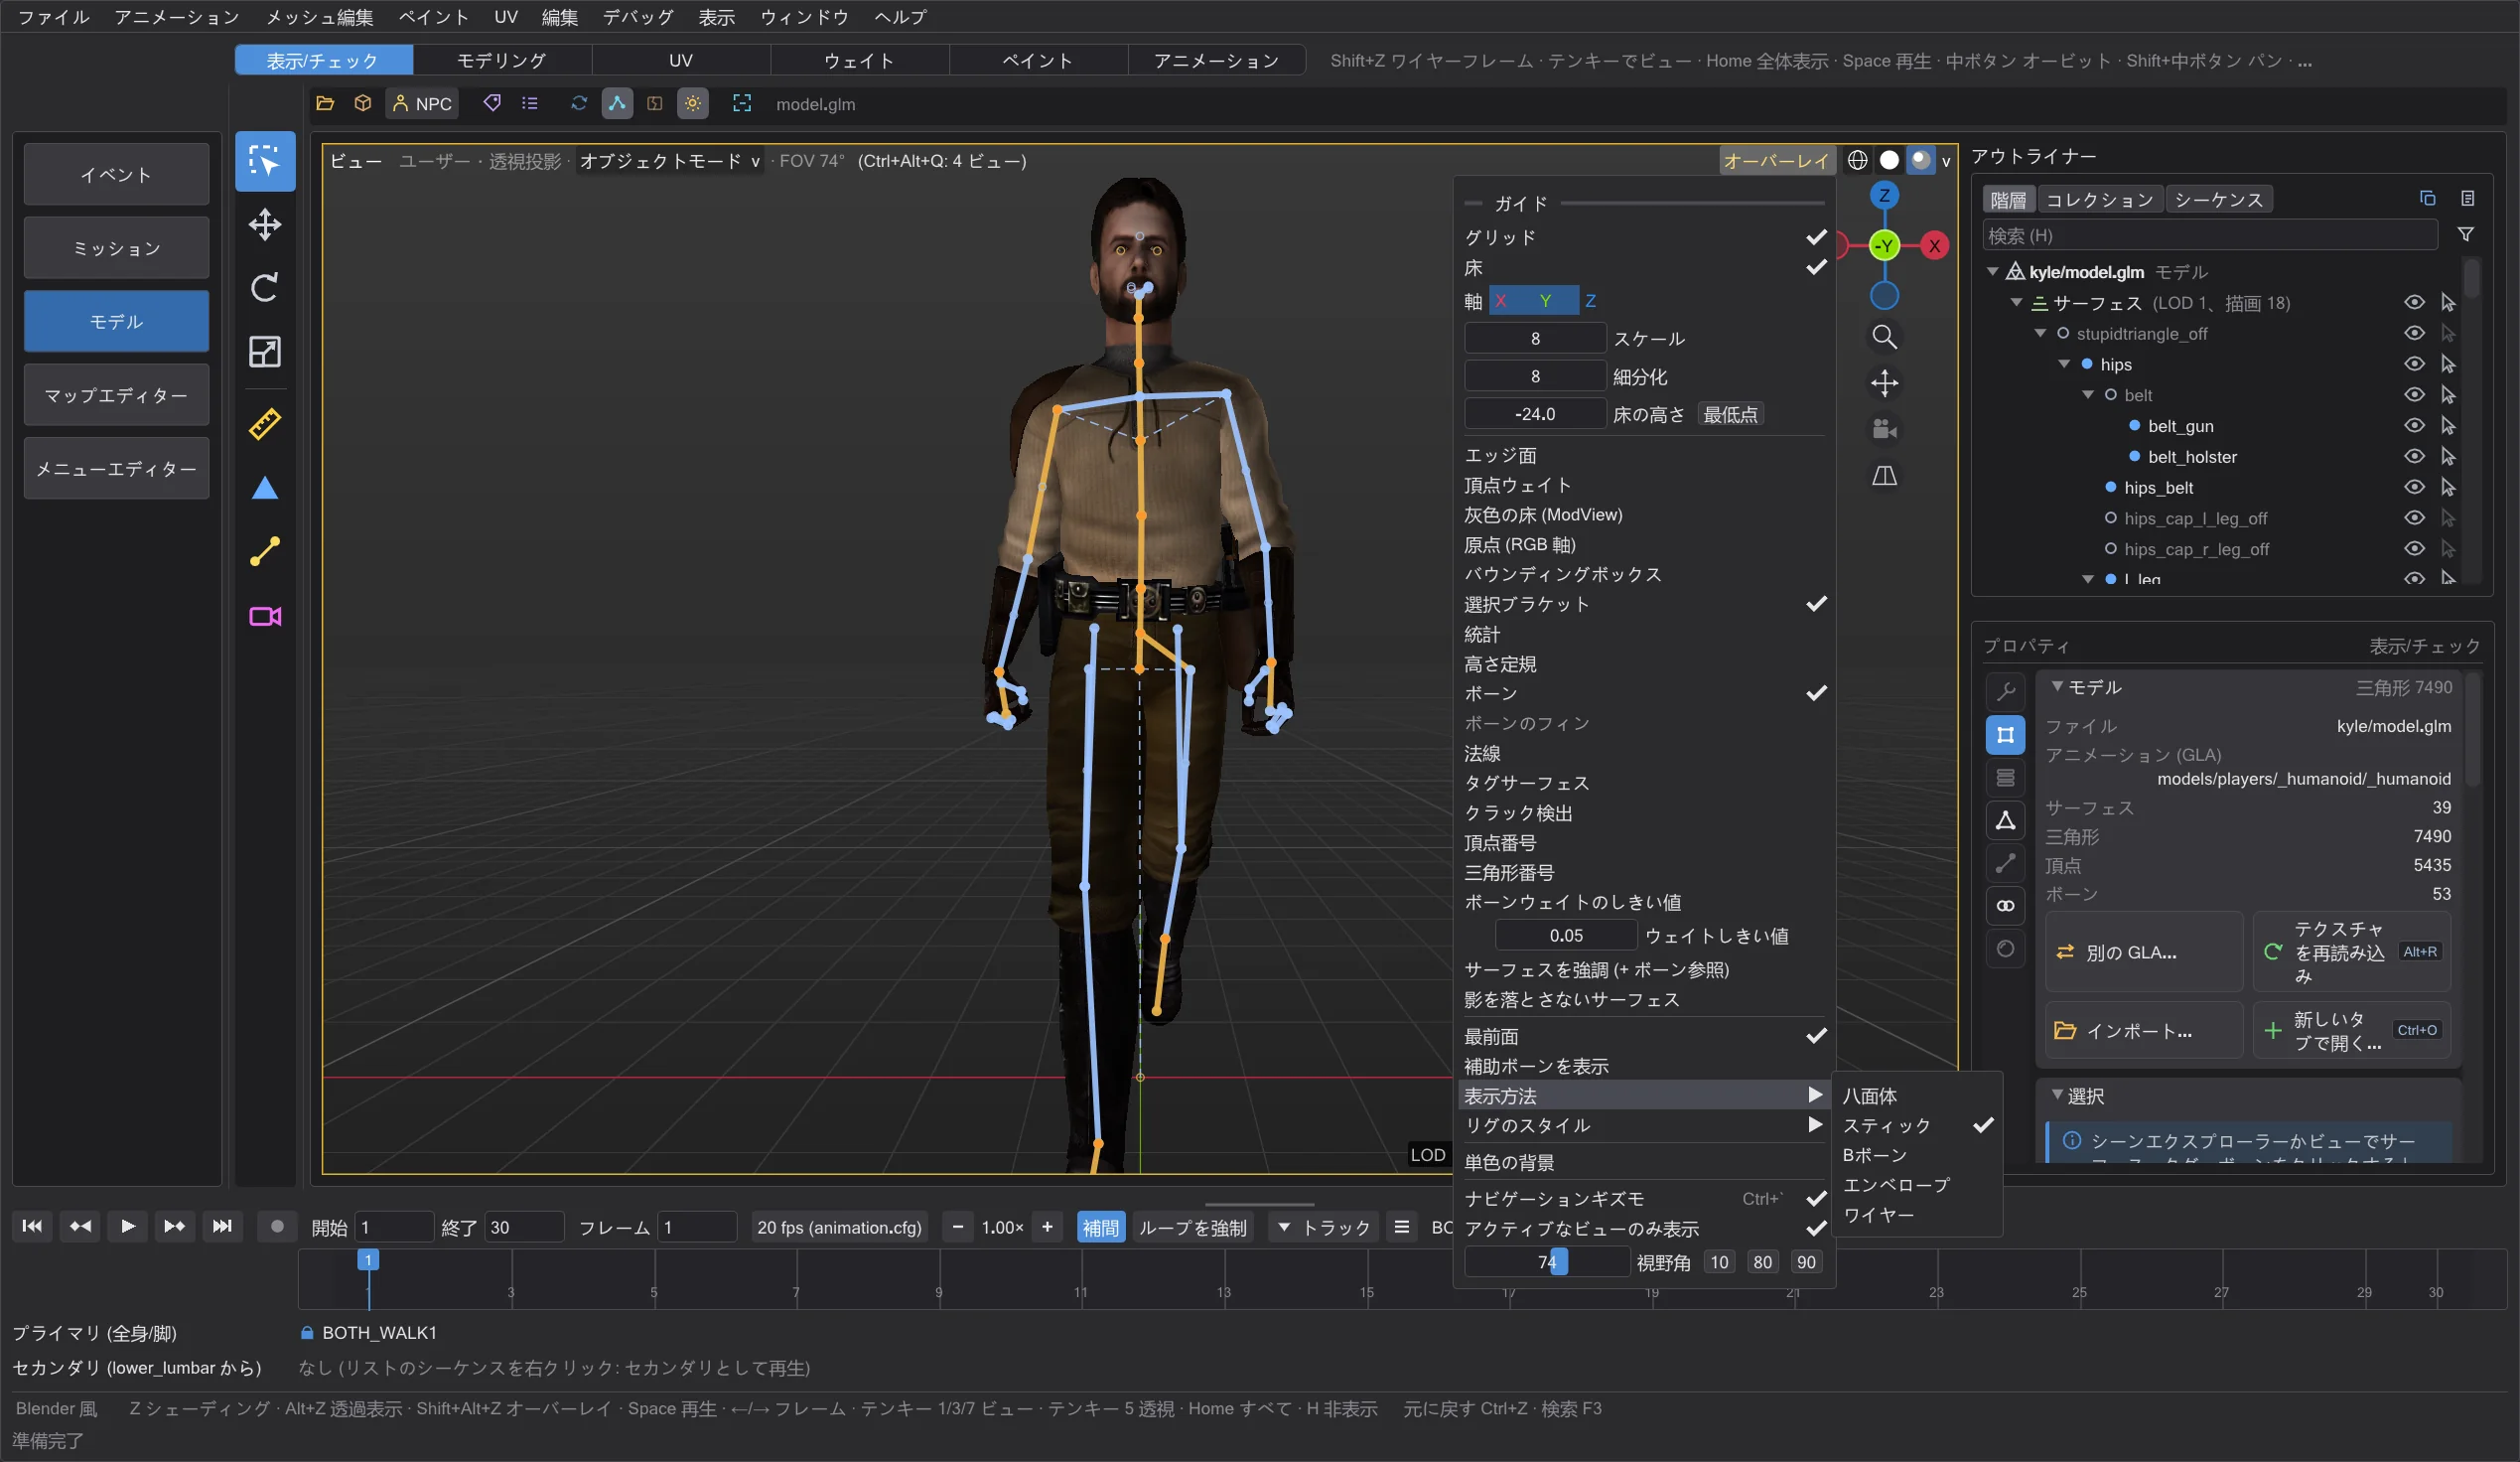 ファイル アニメーション メッシュ編集 ペイント UV 編集 デバッグ 表示 ウィンドウ ヘルプ
表示/チェック モデリング UV ウェイト ペイント アニメーション Shift+Z ワイヤーフレーム · テンキーでビュー · Home 全体表示 · Space 再生 · 中ボタン オービット · Shift+中ボタン パン · ...
NPC model.glm
イベント
ミッション
モデル
マップエディター
メニューエディター
ビュー ユーザー · 透視投影 · オブジェクトモード v · FOV 74° (Ctrl+Alt+Q: 4 ビュー)
オーバーレイ v
Z
-Y X
LOD
ガイド
グリッド
床
軸 X Y Z
8 スケール
8 細分化
-24.0 床の高さ 最低点
エッジ面
頂点ウェイト
灰色の床 (ModView)
原点 (RGB 軸)
バウンディングボックス
選択ブラケット
統計
高さ定規
ボーン
ボーンのフィン
法線
タグサーフェス
クラック検出
頂点番号
三角形番号
ボーンウェイトのしきい値
0.05 ウェイトしきい値
サーフェスを強調 (+ ボーン参照)
影を落とさないサーフェス
最前面
補助ボーンを表示
表示方法
リグのスタイル
単色の背景
ナビゲーションギズモ Ctrl+`
アクティブなビューのみ表示
74 視野角 10 80 90
八面体
スティック
Bボーン
エンベロープ
ワイヤー
アウトライナー
階層 コレクション シーケンス
検索 (H)
kyle/model.glm モデル
サーフェス (LOD 1、描画 18)
stupidtriangle_off
hips
belt
belt_gun
belt_holster
hips_belt
hips_cap_l_leg_off
hips_cap_r_leg_off
l_leg
プロパティ 表示/チェック
モデル 三角形 7490
ファイル kyle/model.glm
アニメーション (GLA)
models/players/_humanoid/_humanoid
サーフェス 39
三角形 7490
頂点 5435
ボーン 53
別の GLA...
テクスチャ
を再読み込
み
Alt+R
インポート...
新しいタ
ブで開く...
Ctrl+O
選択
シーンエクスプローラーかビューでサー
開始 1 終了 30 フレーム 1 20 fps (animation.cfg) − 1.00× + 補間 ループを強制 トラック BO
1
1 3 5 7 9 11 13 15 17 19 21 23 25 27 29 30
プライマリ (全身/脚) BOTH_WALK1
セカンダリ (lower_lumbar から) なし (リストのシーケンスを右クリック: セカンダリとして再生)
Blender 風 Z シェーディング · Alt+Z 透過表示 · Shift+Alt+Z オーバーレイ · Space 再生 · ←/→ フレーム · テンキー 1/3/7 ビュー · テンキー 5 透視 · Home すべて · H 非表示 元に戻す Ctrl+Z · 検索 F3
準備完了